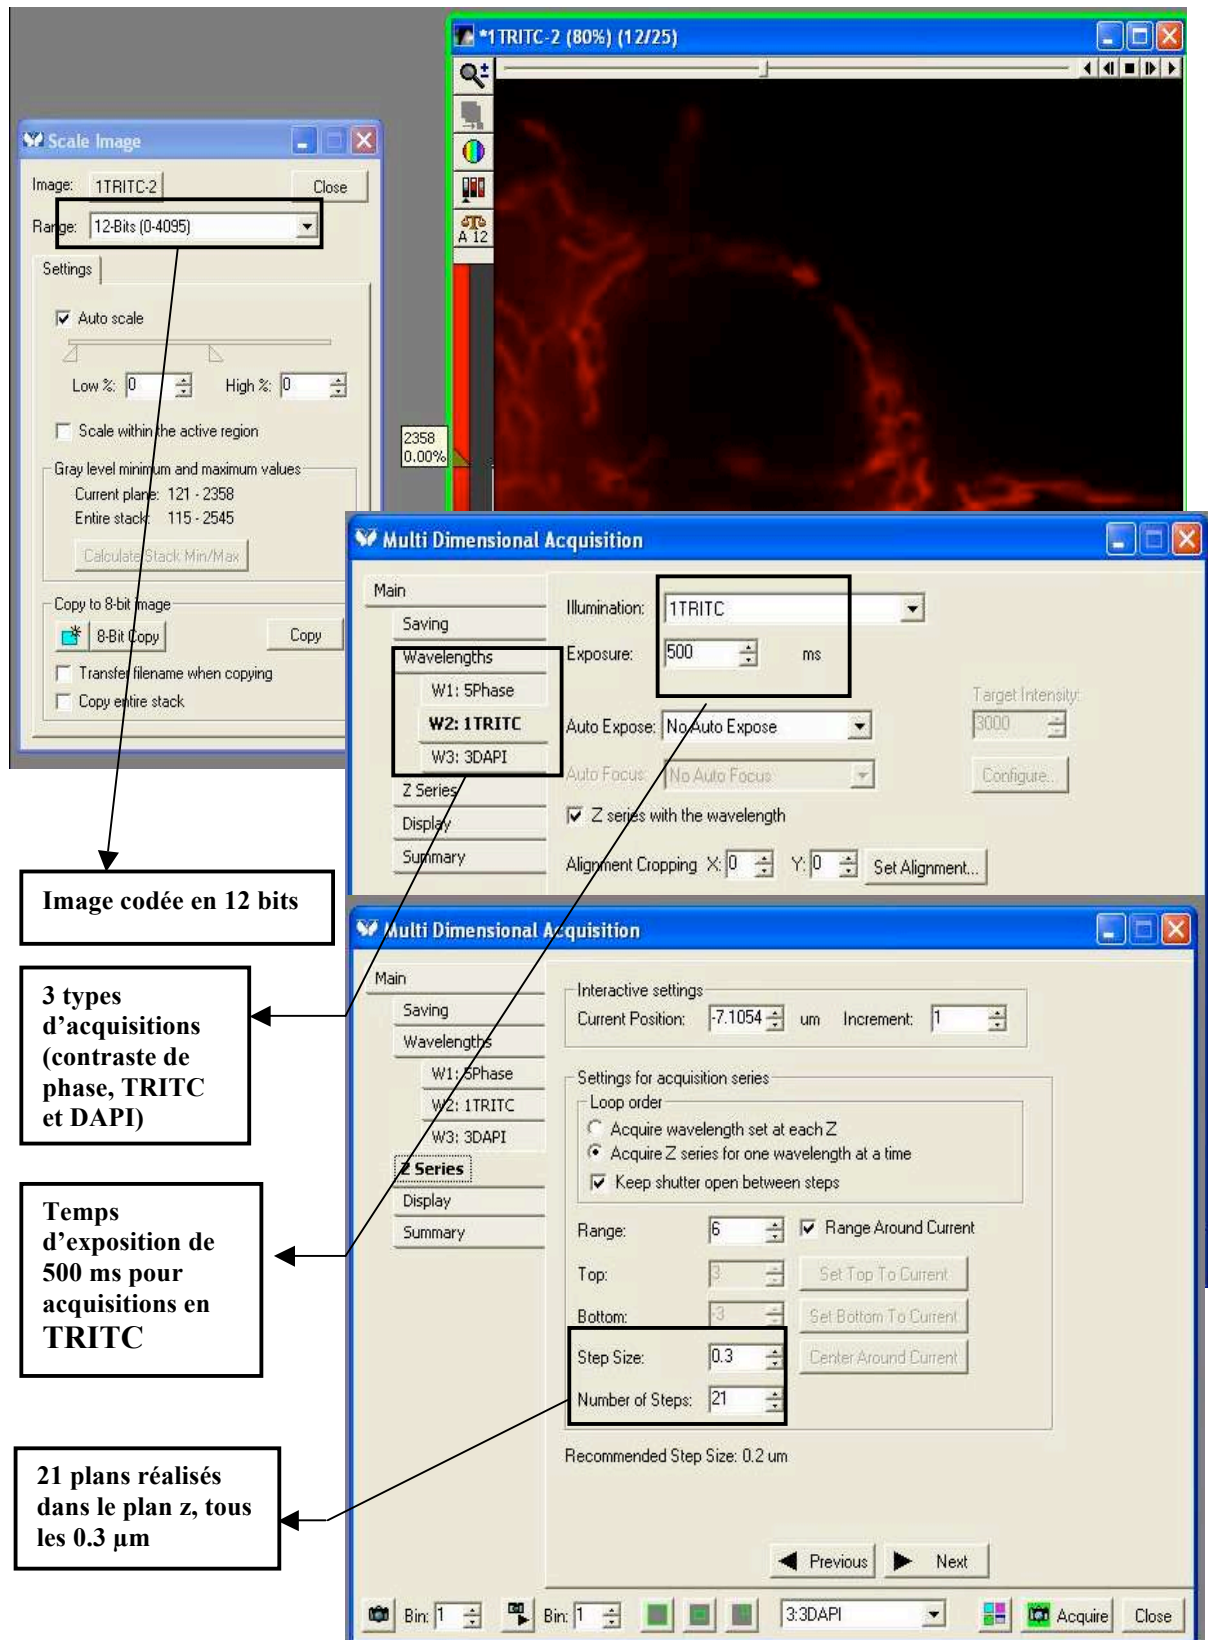 *1TRITC-2 (80%) (12/25)
A 12
2358
0.00%
Scale Image
Image: 1TRITC-2 Close
Range: 12-Bits (0-4095)
Settings
Auto scale
Low %: 0 High %: 0
Scale within the active region
Gray level minimum and maximum values
Current plane: 121 - 2358
Entire stack: 115 - 2545
Calculate Stack Min/Max
Copy to 8-bit image
8-Bit Copy Copy
Transfer filename when copying
Copy entire stack
Multi Dimensional Acquisition
Main
Saving
Wavelengths
W1: 5Phase
W2: 1TRITC
W3: 3DAPI
Z Series
Display
Summary
Illumination: 1TRITC
Exposure: 500 ms
Target Intensity:
Auto Expose: No Auto Expose 3000
Auto Focus: No Auto Focus Configure...
Z series with the wavelength
Alignment Cropping X: 0 Y: 0 Set Alignment...
Image codée en 12 bits
3 types
d’acquisitions
(contraste de
phase, TRITC
et DAPI)
Temps
d’exposition de
500 ms pour
acquisitions en
TRITC
21 plans réalisés
dans le plan z, tous
les 0.3 µm
Multi Dimensional Acquisition
Main
Saving
Wavelengths
W1: 5Phase
W2: 1TRITC
W3: 3DAPI
Z Series
Display
Summary
Interactive settings
Current Position: -7.1054 um Increment: 1
Settings for acquisition series
Loop order
Acquire wavelength set at each Z
Acquire Z series for one wavelength at a time
Keep shutter open between steps
Range: 6 Range Around Current
Top: 3 Set Top To Current
Bottom: -3 Set Bottom To Current
Step Size: 0.3 Center Around Current
Number of Steps: 21
Recommended Step Size: 0.2 um
Previous Next
Bin: 1 Bin: 1 3:3DAPI Acquire Close